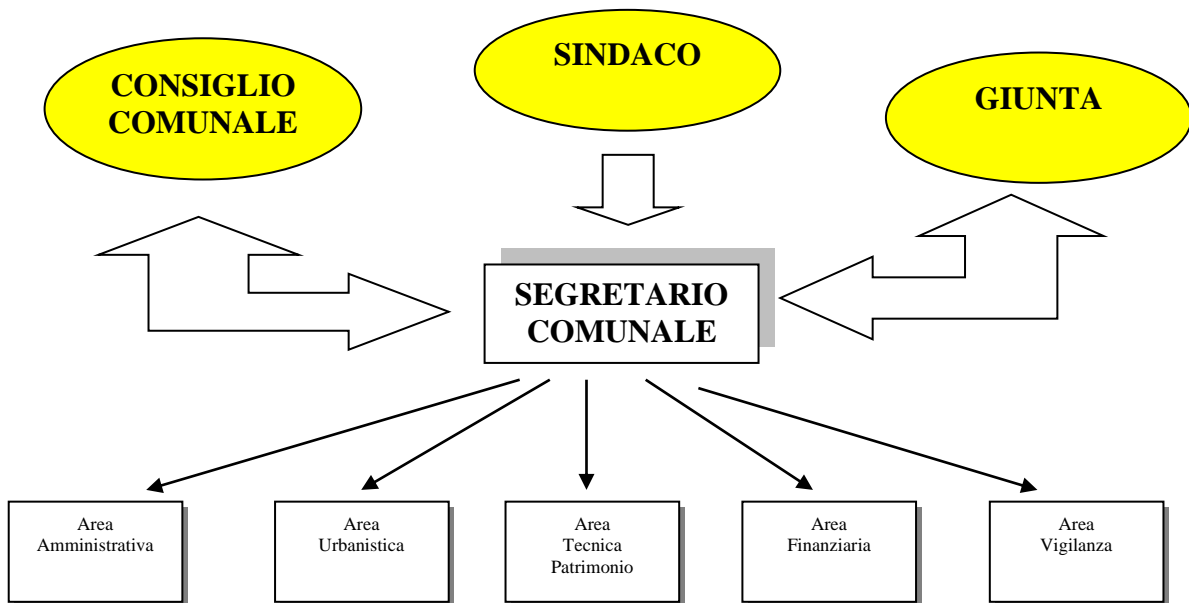 CONSIGLIO
COMUNALE
SINDACO
GIUNTA
SEGRETARIO
COMUNALE
Area
Amministrativa
Area
Urbanistica
Area
Tecnica
Patrimonio
Area
Finanziaria
Area
Vigilanza